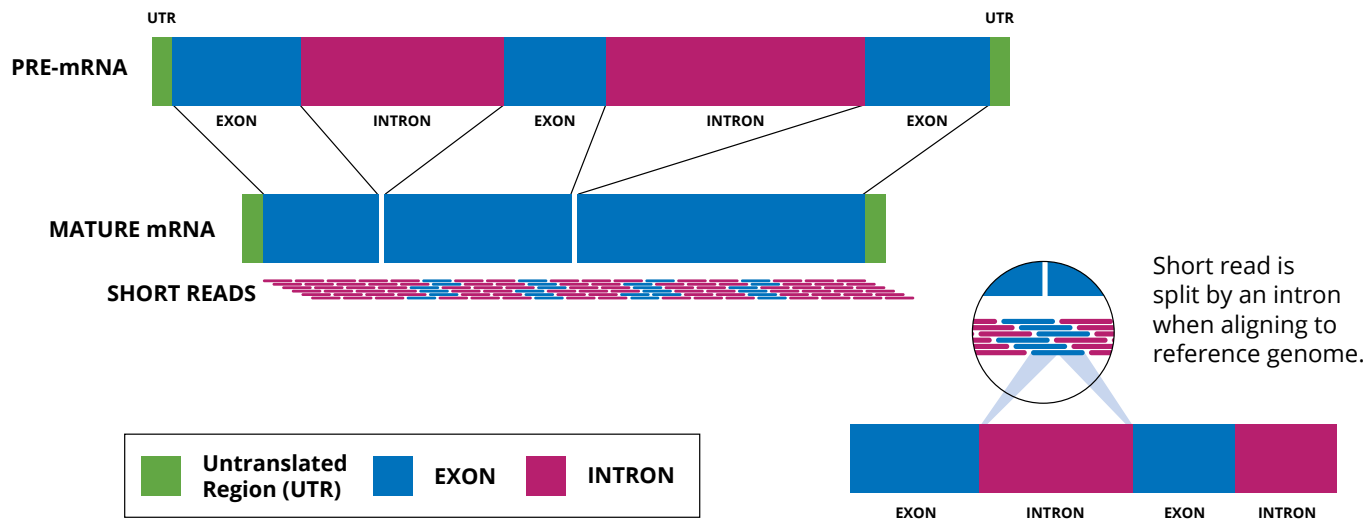 UTR
UTR
PRE-mRNA
EXON
INTRON
EXON
INTRON
EXON
MATURE mRNA
SHORT READS
Short read is
split by an intron
when aligning to
reference genome.
Untranslated
Region (UTR)
EXON
INTRON
EXON
INTRON
EXON
INTRON